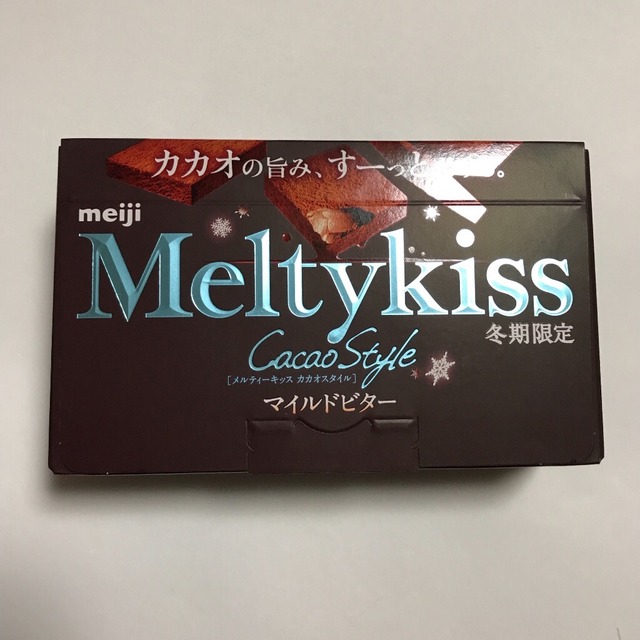 カカオの旨み、すーっと
meiji
Meltykiss
冬期限定
Cacao Style
[メルティーキッス カカオスタイル]
マイルドビター